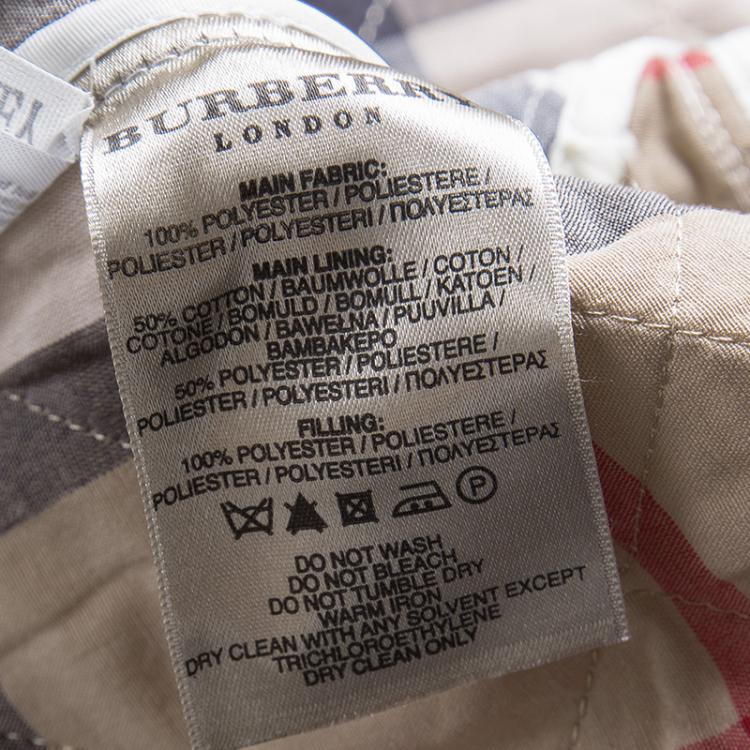 BURBERRY
LONDON
MAIN FABRIC:
100% POLYESTER / POLIESTERE /
POLIESTER / POLYESTERI / ΠΟΛΥΕΣΤΕΡΑΣ
MAIN LINING:
50% COTTON / BAUMWOLLE / COTON /
COTONE / BOMULD / BOMULL / KATOEN /
ALGODON / BAWELNA / PUUVILLA /
ΒΑΜΒΑΚΕΡΟ
50% POLYESTER / POLIESTERE /
POLIESTER / POLYESTERI / ΠΟΛΥΕΣΤΕΡΑΣ
FILLING:
100% POLYESTER / POLIESTERE /
POLIESTER / POLYESTERI / ΠΟΛΥΕΣΤΕΡΑΣ
P
DO NOT WASH
DO NOT BLEACH
DO NOT TUMBLE DRY
WARM IRON
DRY CLEAN WITH ANY SOLVENT EXCEPT
TRICHLOROETHYLENE
DRY CLEAN ONLY